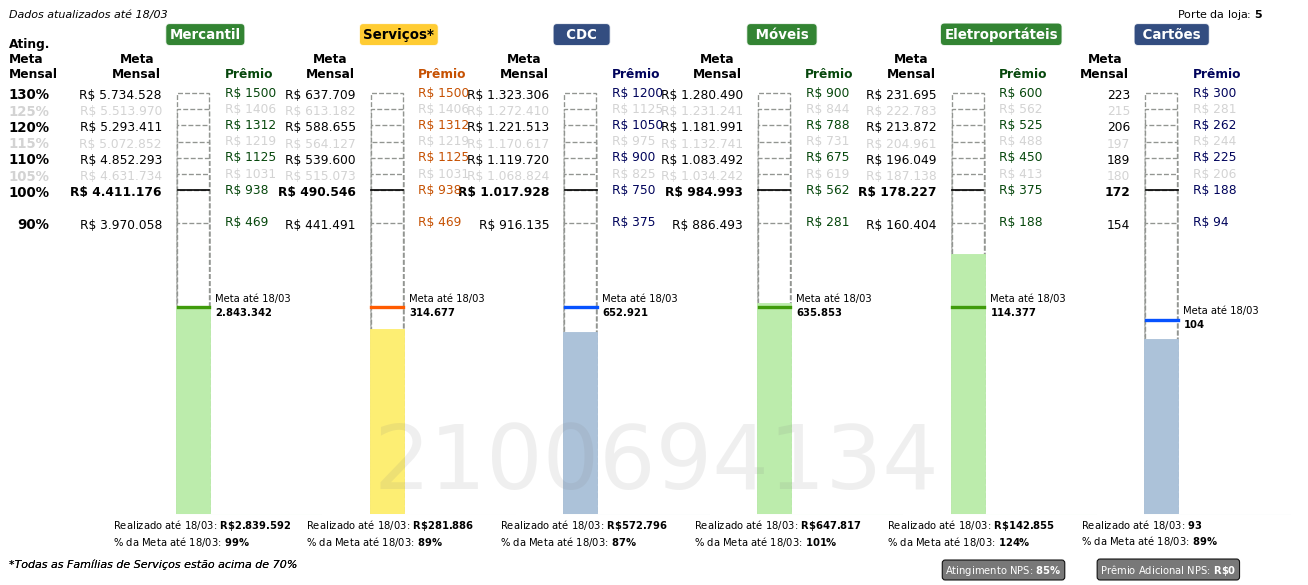 Dados atualizados até 18/03 Porte da loja: 5
Mercantil Serviços* CDC Móveis Eletroportáteis Cartões
Ating.
Meta Meta Meta Meta Meta Meta Meta
Mensal Mensal Prêmio Mensal Prêmio Mensal Prêmio Mensal Prêmio Mensal Prêmio Mensal Prêmio
130% R$ 5.734.528 R$ 1500 R$ 637.709 R$ 1500 R$ 1.323.306 R$ 1200 R$ 1.280.490 R$ 900 R$ 231.695 R$ 600 223 R$ 300
125% R$ 5.513.970 R$ 1406 R$ 613.182 R$ 1406 R$ 1.272.410 R$ 1125 R$ 1.231.241 R$ 844 R$ 222.783 R$ 562 215 R$ 281
120% R$ 5.293.411 R$ 1312 R$ 588.655 R$ 1312 R$ 1.221.513 R$ 1050 R$ 1.181.991 R$ 788 R$ 213.872 R$ 525 206 R$ 262
115% R$ 5.072.852 R$ 1219 R$ 564.127 R$ 1219 R$ 1.170.617 R$ 975 R$ 1.132.741 R$ 731 R$ 204.961 R$ 488 197 R$ 244
110% R$ 4.852.293 R$ 1125 R$ 539.600 R$ 1125 R$ 1.119.720 R$ 900 R$ 1.083.492 R$ 675 R$ 196.049 R$ 450 189 R$ 225
105% R$ 4.631.734 R$ 1031 R$ 515.073 R$ 1031 R$ 1.068.824 R$ 825 R$ 1.034.242 R$ 619 R$ 187.138 R$ 413 180 R$ 206
100% R$ 4.411.176 R$ 938 R$ 490.546 R$ 938 R$ 1.017.928 R$ 750 R$ 984.993 R$ 562 R$ 178.227 R$ 375 172 R$ 188
90% R$ 3.970.058 R$ 469 R$ 441.491 R$ 469 R$ 916.135 R$ 375 R$ 886.493 R$ 281 R$ 160.404 R$ 188 154 R$ 94
Meta até 18/03 Meta até 18/03 Meta até 18/03 Meta até 18/03 Meta até 18/03 Meta até 18/03
2.843.342 314.677 652.921 635.853 114.377 104
2100694134
Realizado até 18/03: R$2.839.592 Realizado até 18/03: R$281.886 Realizado até 18/03: R$572.796 Realizado até 18/03: R$647.817 Realizado até 18/03: R$142.855 Realizado até 18/03: 93
% da Meta até 18/03: 99% % da Meta até 18/03: 89% % da Meta até 18/03: 87% % da Meta até 18/03: 101% % da Meta até 18/03: 124% % da Meta até 18/03: 89%
*Todas as Famílias de Serviços estão acima de 70% Atingimento NPS: 85% Prêmio Adicional NPS: R$0